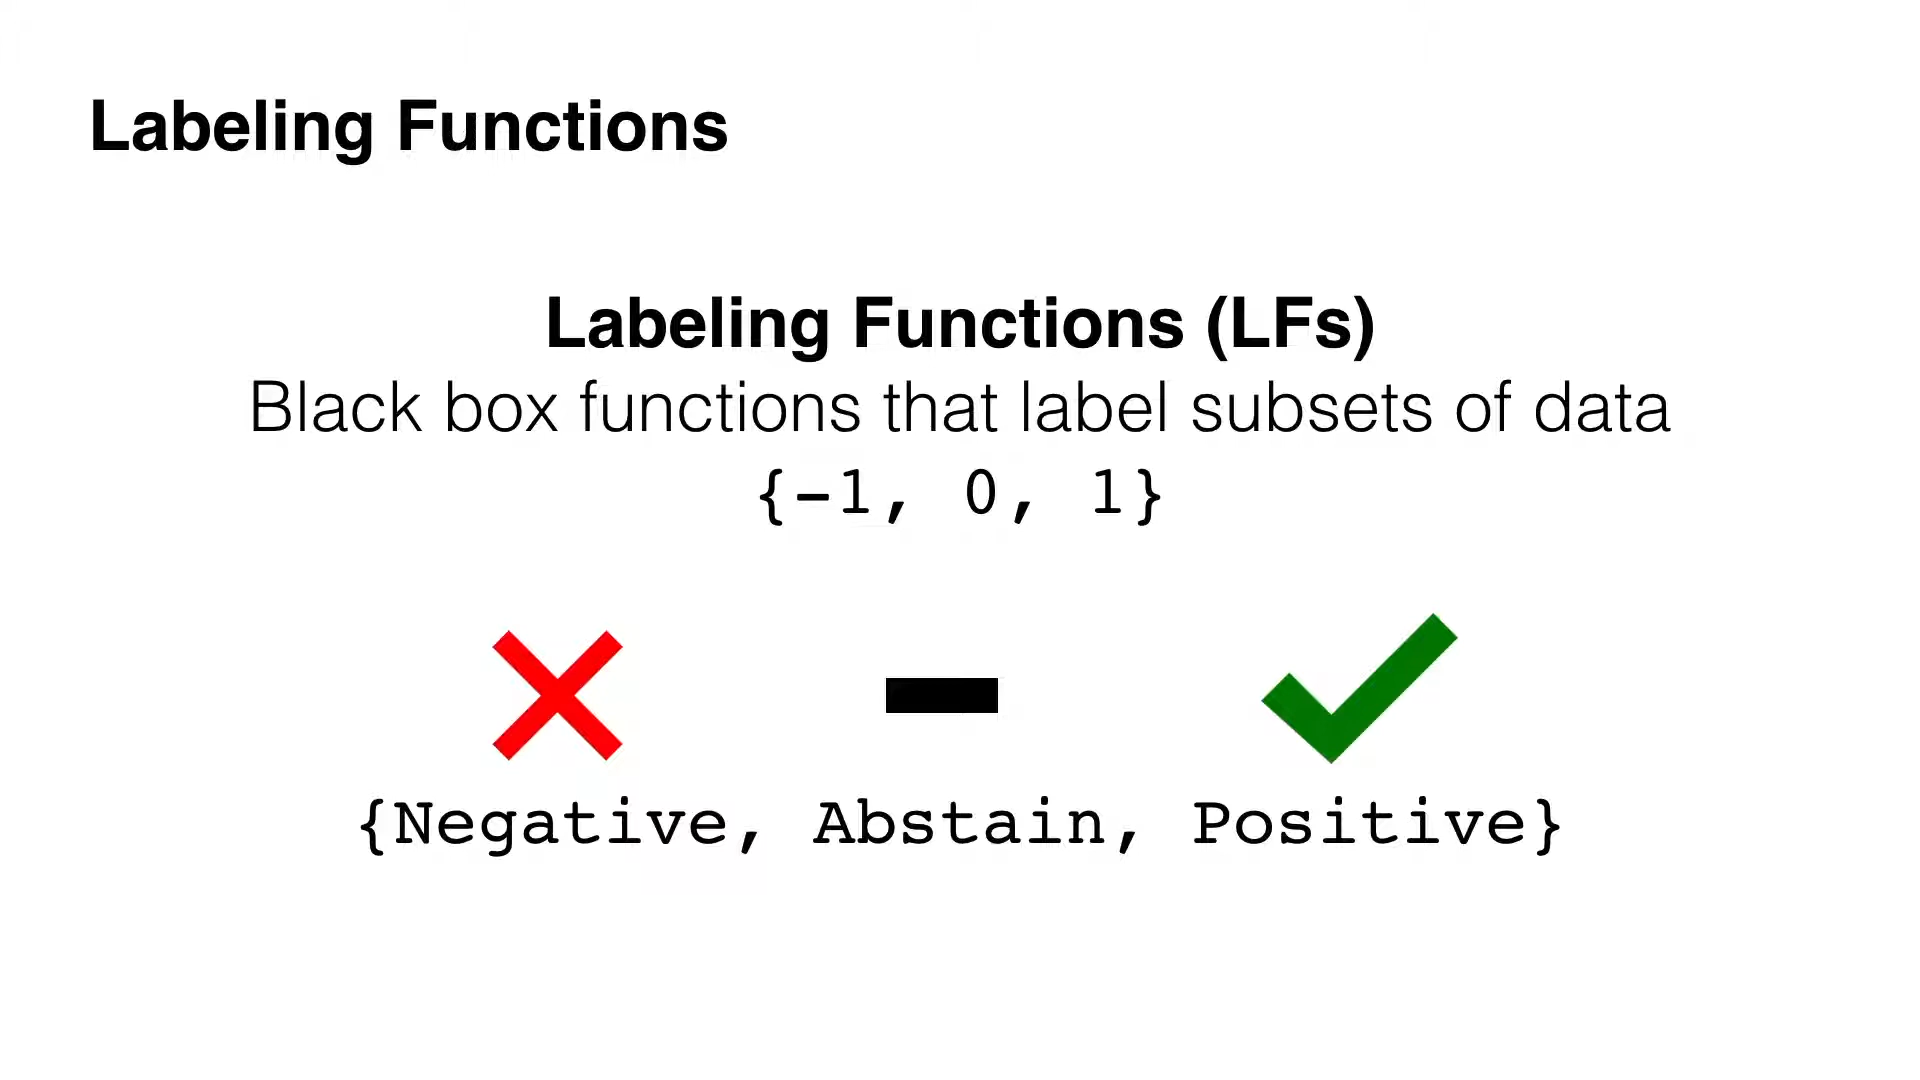 Labeling Functions
Labeling Functions (LFs)
Black box functions that label subsets of data
{-1, 0, 1}
{Negative, Abstain, Positive}